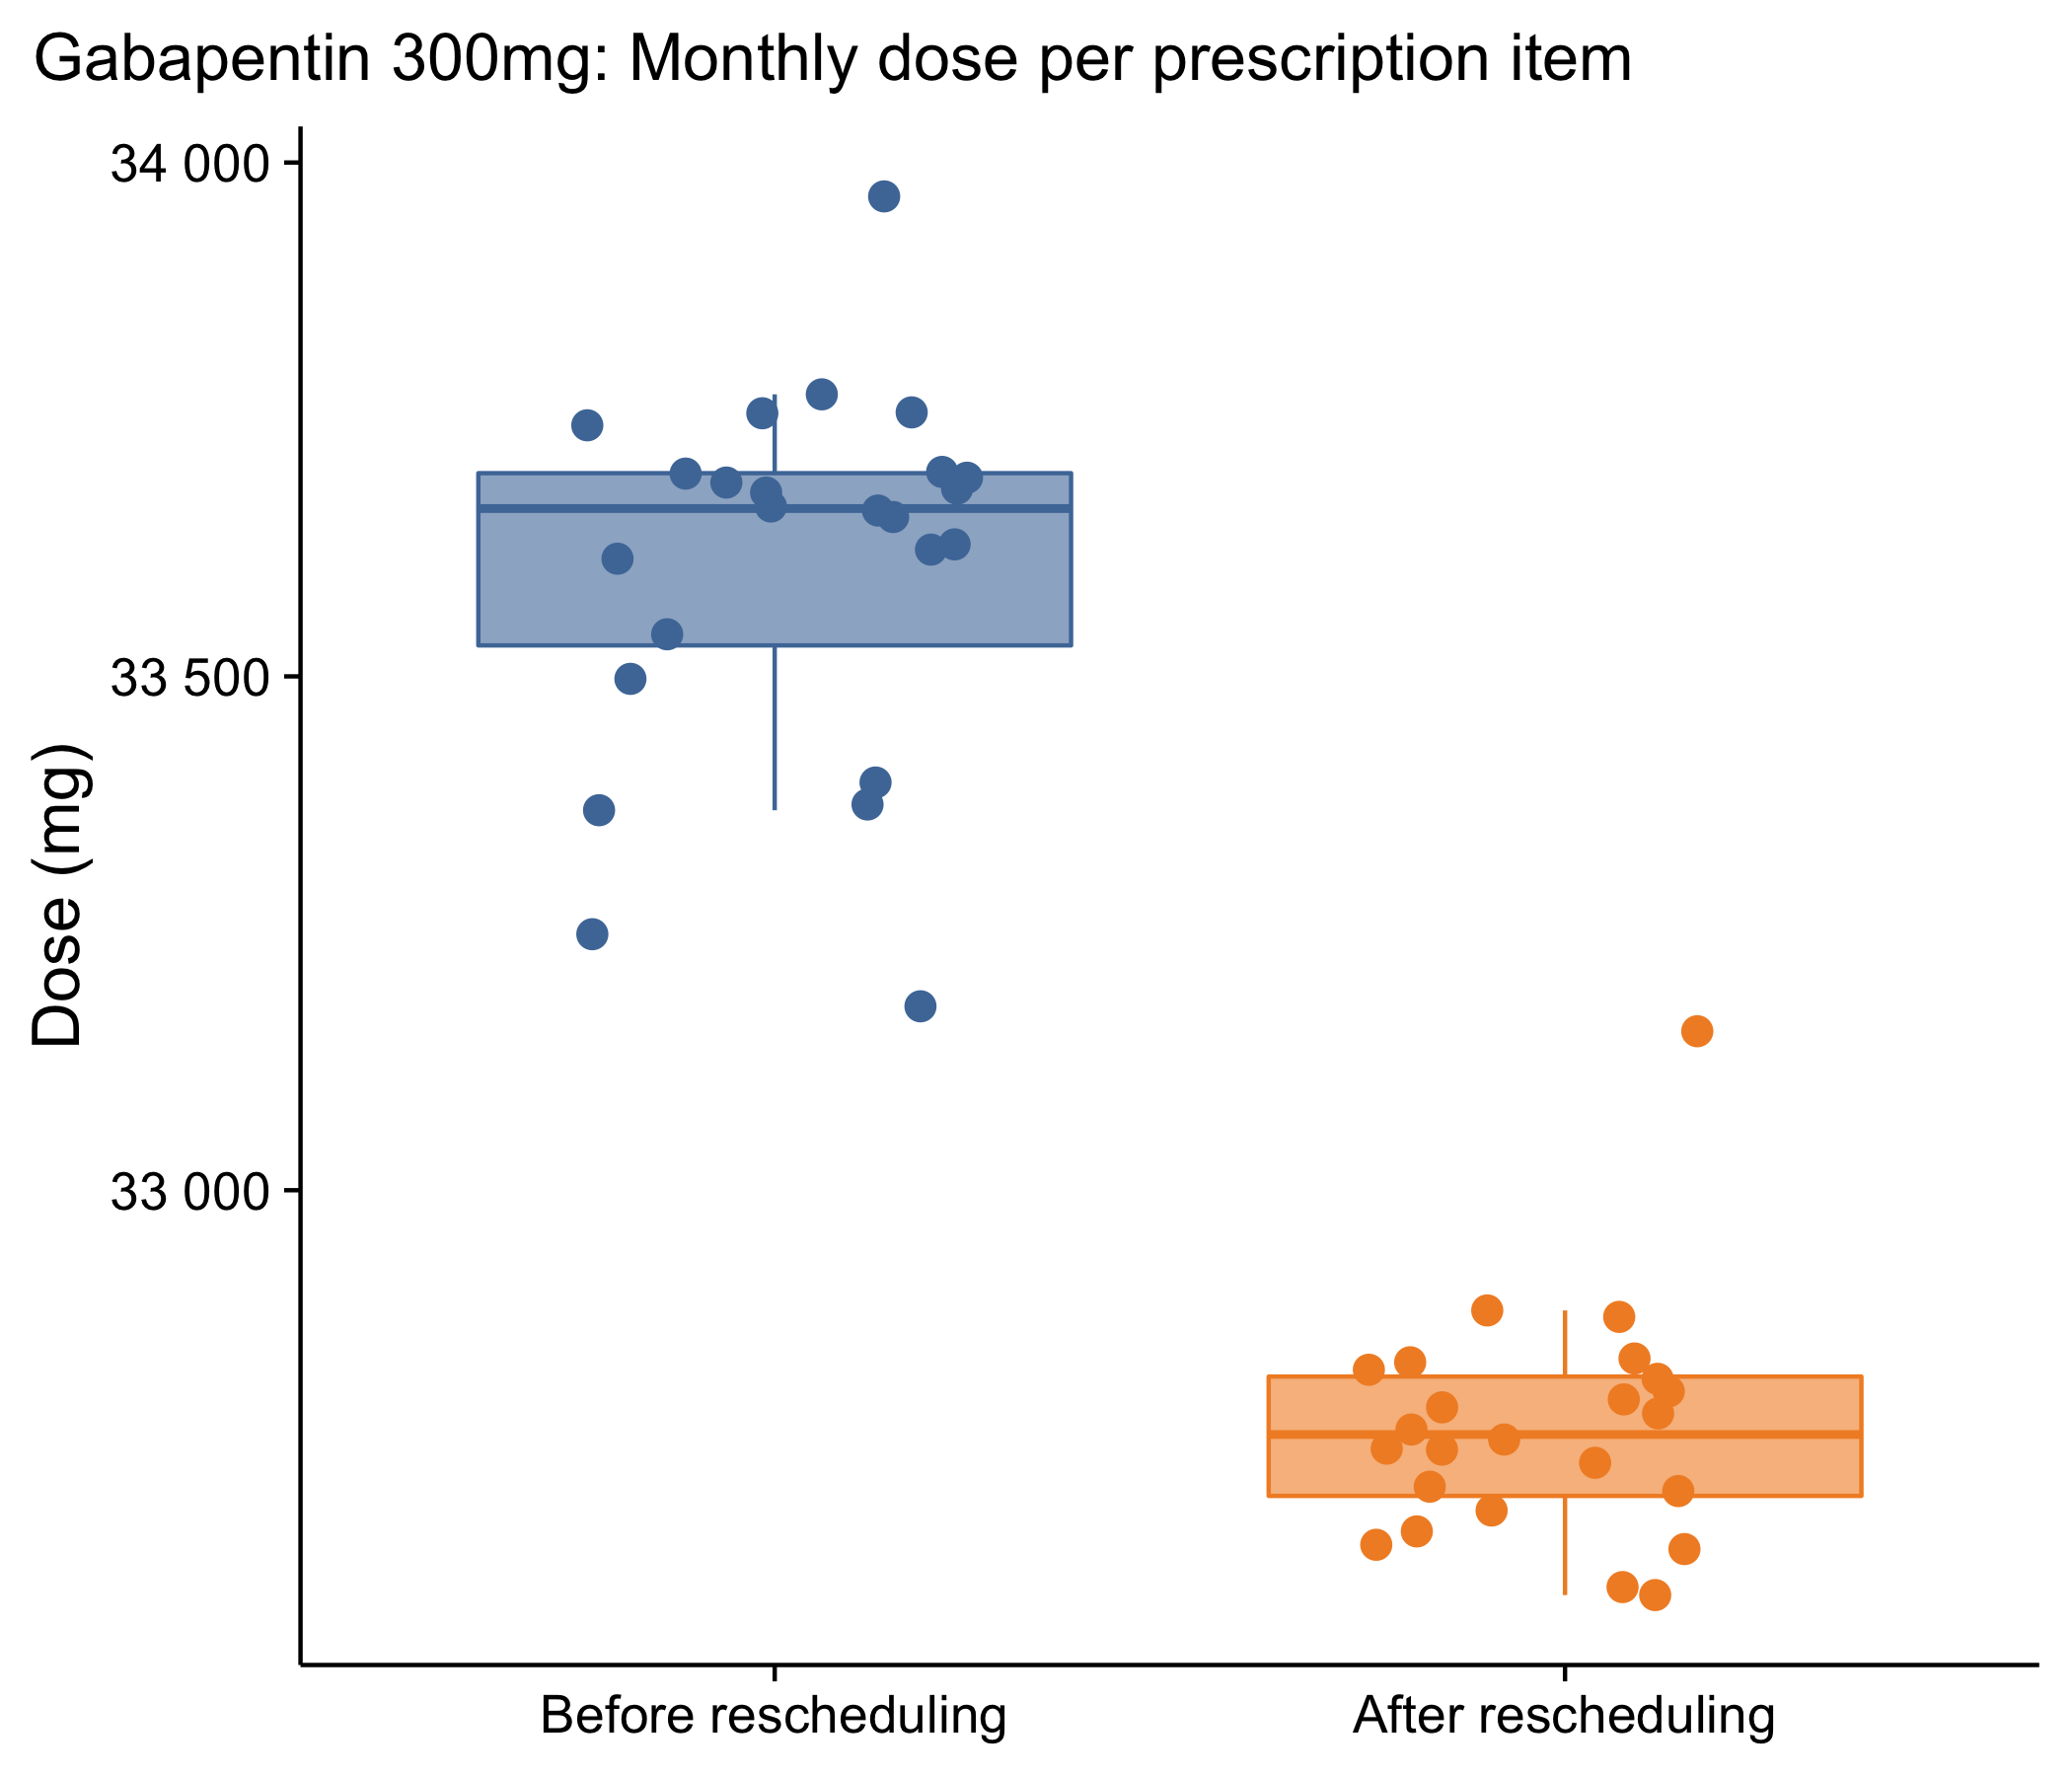 Gabapentin 300mg: Monthly dose per prescription item
34 000
33 500
33 000
Dose (mg)
Before rescheduling
After rescheduling